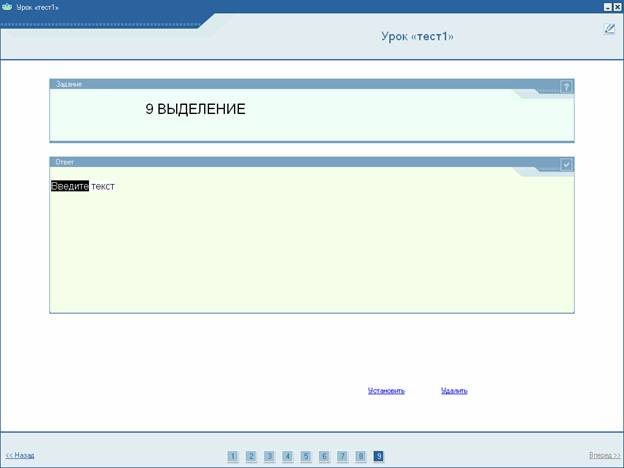 Урок «тест1»
Урок «тест1»
Задание
?
9 ВЫДЕЛЕНИЕ
Ответ
Введите текст
Установить Удалить
<< Назад 1 2 3 4 5 6 7 8 9 Вперед >>